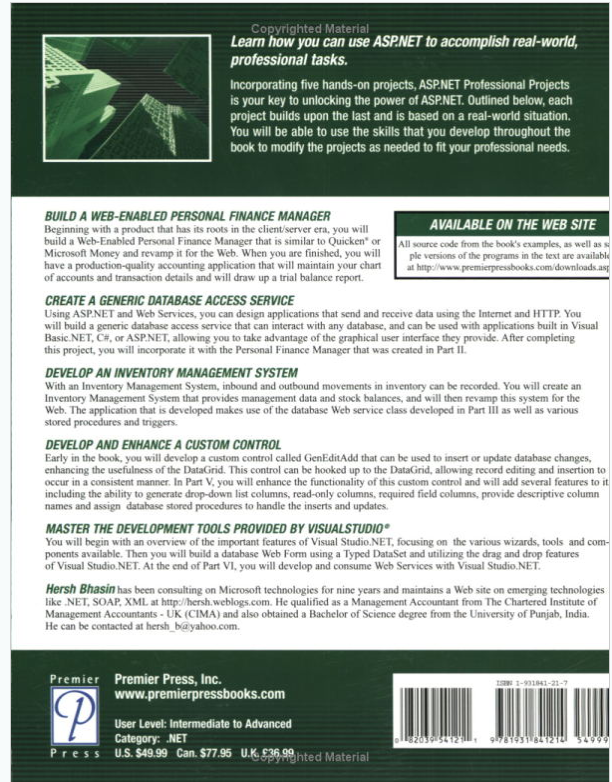 Copyrighted Material
Learn how you can use ASP.NET to accomplish real-world,
professional tasks.
Incorporating five hands-on projects, ASP.NET Professional Projects
is your key to unlocking the power of ASP.NET. Outlined below, each
project builds upon the last and is based on a real-world situation.
You will be able to use the skills that you develop throughout the
book to modify the projects as needed to fit your professional needs.
BUILD A WEB-ENABLED PERSONAL FINANCE MANAGER
Beginning with a product that has its roots in the client/server era, you will
build a Web-Enabled Personal Finance Manager that is similar to Quicken® or
Microsoft Money and revamp it for the Web. When you are finished, you will
have a production-quality accounting application that will maintain your chart
of accounts and transaction details and will draw up a trial balance report.
AVAILABLE ON THE WEB SITE
All source code from the book's examples, as well as
ple versions of the programs in the text are available
at http://www.premierpressbooks.com/downloads.asp
CREATE A GENERIC DATABASE ACCESS SERVICE
Using ASP.NET and Web Services, you can design applications that send and receive data using the Internet and HTTP. You
will build a generic database access service that can interact with any database, and can be used with applications built in Visual
Basic.NET, C#, or ASP.NET, allowing you to take advantage of the graphical user interface they provide. After completing
this project, you will incorporate it with the Personal Finance Manager that was created in Part II.
DEVELOP AN INVENTORY MANAGEMENT SYSTEM
With an Inventory Management System, inbound and outbound movements in inventory can be recorded. You will create an
Inventory Management System that provides management data and stock balances, and will then revamp this system for the
Web. The application that is developed makes use of the database Web service class developed in Part III as well as various
stored procedures and triggers.
DEVELOP AND ENHANCE A CUSTOM CONTROL
Early in the book, you will develop a custom control called GenEditAdd that can be used to insert or update database changes,
enhancing the usefulness of the DataGrid. This control can be hooked up to the DataGrid, allowing record editing and insertion to
occur in a consistent manner. In Part V, you will enhance the functionality of this custom control and will add several features to it
including the ability to generate drop-down list columns, read-only columns, required field columns, provide descriptive column
names and assign database stored procedures to handle the inserts and updates.
MASTER THE DEVELOPMENT TOOLS PROVIDED BY VISUALSTUDIO®
You will begin with an overview of the important features of Visual Studio.NET, focusing on the various wizards, tools and com-
ponents available. Then you will build a database Web Form using a Typed DataSet and utilizing the drag and drop features
of Visual Studio.NET. At the end of Part VI, you will develop and consume Web Services with Visual Studio.NET.
Hersh Bhasin has been consulting on Microsoft technologies for nine years and maintains a Web site on emerging technologies
like .NET, SOAP, XML at http://hersh.weblogs.com. He qualified as a Management Accountant from The Chartered Institute of
Management Accountants - UK (CIMA) and also obtained a Bachelor of Science degree from the University of Punjab, India.
He can be contacted at hersh_b@yahoo.com.
Premier
P
Press
Premier Press, Inc.
www.premierpressbooks.com
User Level: Intermediate to Advanced
Category: .NET
U.S. $49.99 Can. $77.95 U.K. £36.99
Copyrighted Material
ISBN 1-931841-21-7
0 82039 54121 1
9 781931 841214
54999